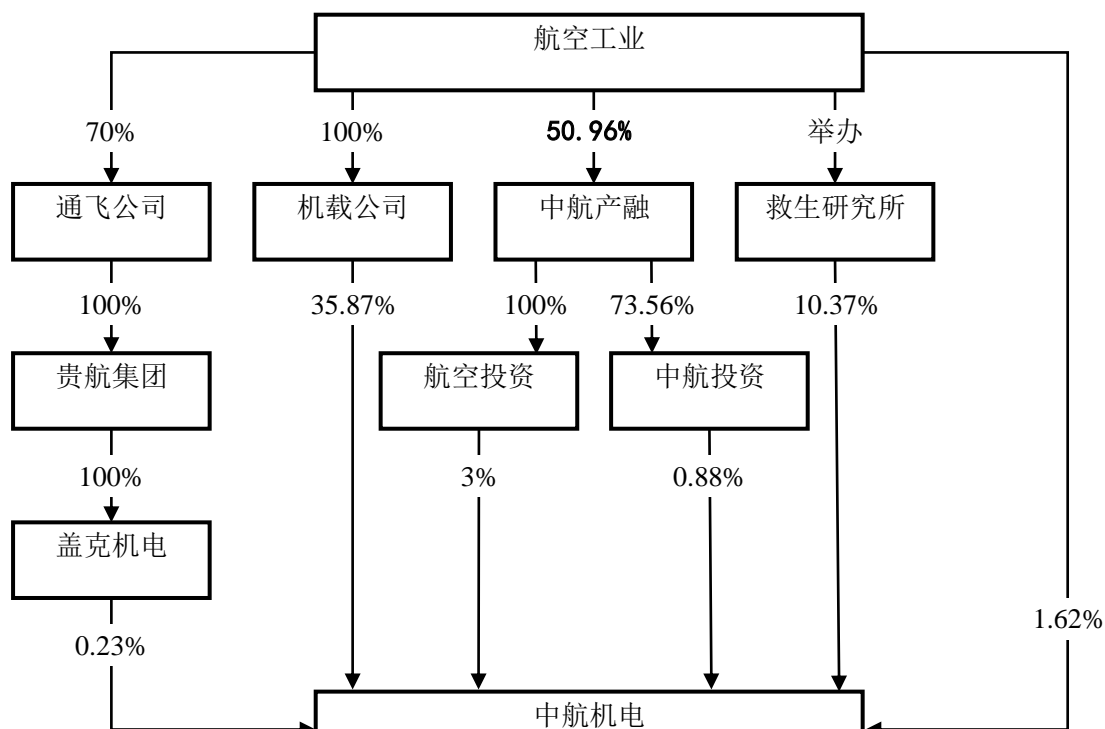 航空工业
70%
100%
50.96%
举办
通飞公司
机载公司
中航产融
救生研究所
100%
35.87%
100%
73.56%
10.37%
贵航集团
航空投资
中航投资
100%
3%
0.88%
盖克机电
0.23%
1.62%
中航机电